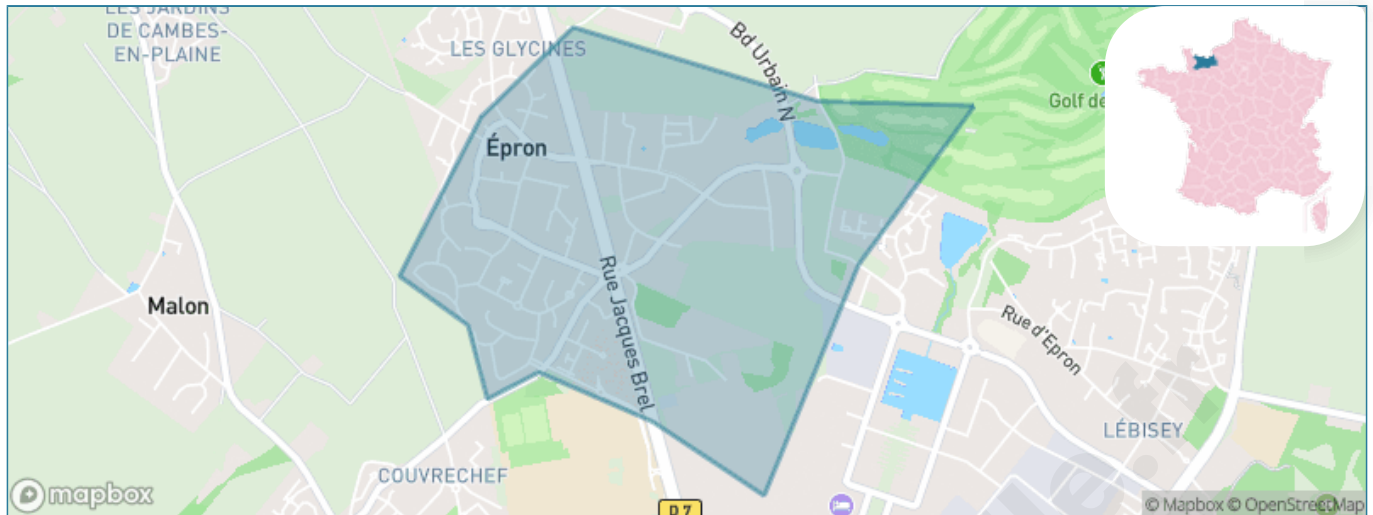 LES JARDINS
DE CAMBES-
EN-PLAINE
LES GLYCINES
Bd Urbain N
Golf de
Épron
Malon
Rue Jacques Brel
Rue d'Epron
LÉBISEY
COUVRECHEF
D 7
mapbox
© Mapbox © OpenStreetMap